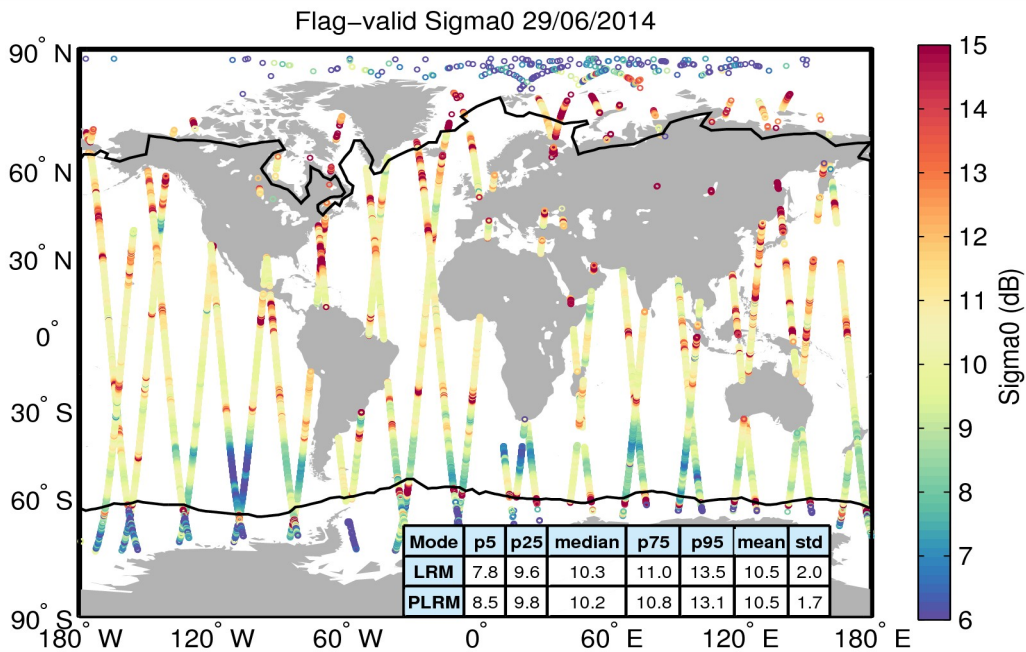 Flag−valid Sigma0 29/06/2014
90° N
60° N
30° N
0°
30° S
60° S
90° S
180° W
120° W
60° W
0°
60° E
120° E
180° E
15
14
13
12
11
10
9
8
7
6
Sigma0 (dB)
Mode p5 p25 median p75 p95 mean std
LRM 7.8 9.6 10.3 11.0 13.5 10.5 2.0
PLRM 8.5 9.8 10.2 10.8 13.1 10.5 1.7